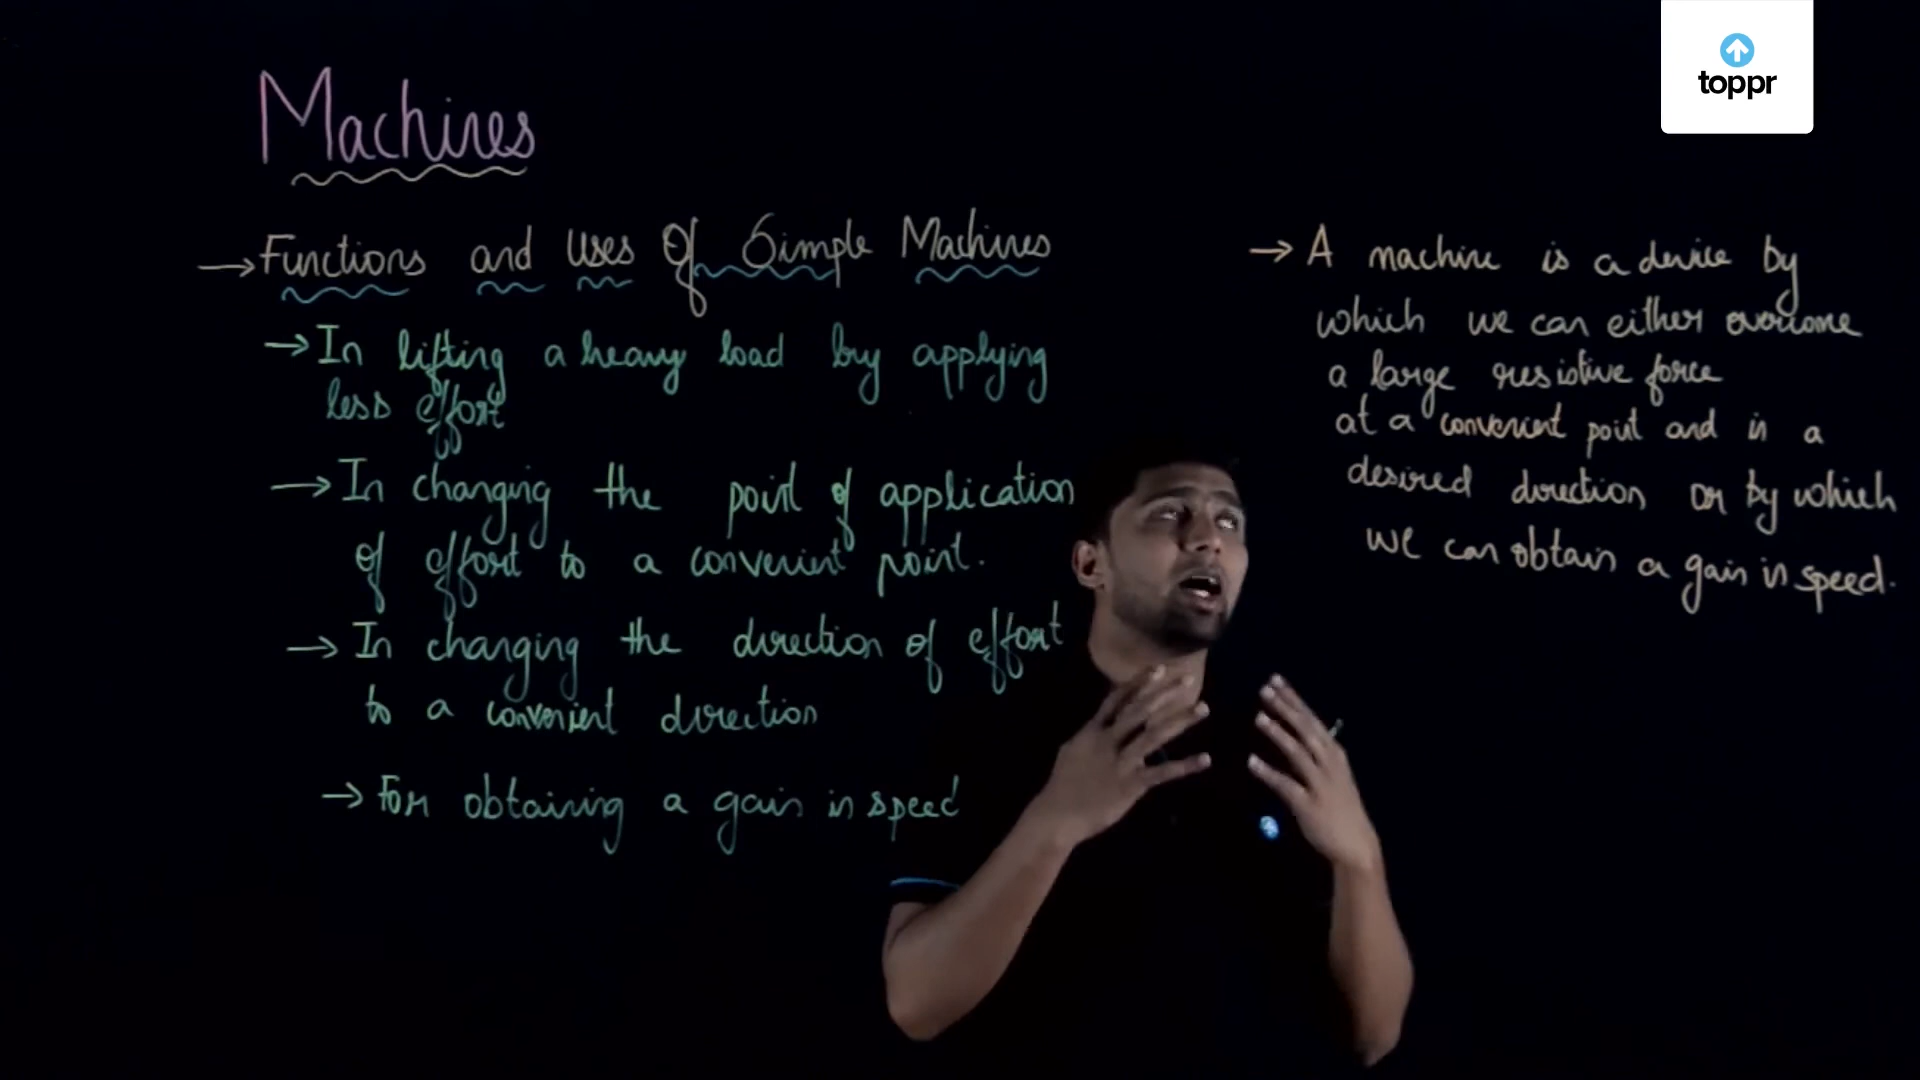 toppr
Machines
→ Functions and Uses Of Simple Machines
→ In lifting a heavy load by applying
less effort
→ In changing the point of application
of effort to a convenient point.
→ In changing the direction of effort
to a convenient direction
→ For obtaining a gain in speed
→ A machine is a device by
which we can either overcome
a large resistive force
at a convenient point and in a
desired direction or by which
we can obtain a gain in speed.